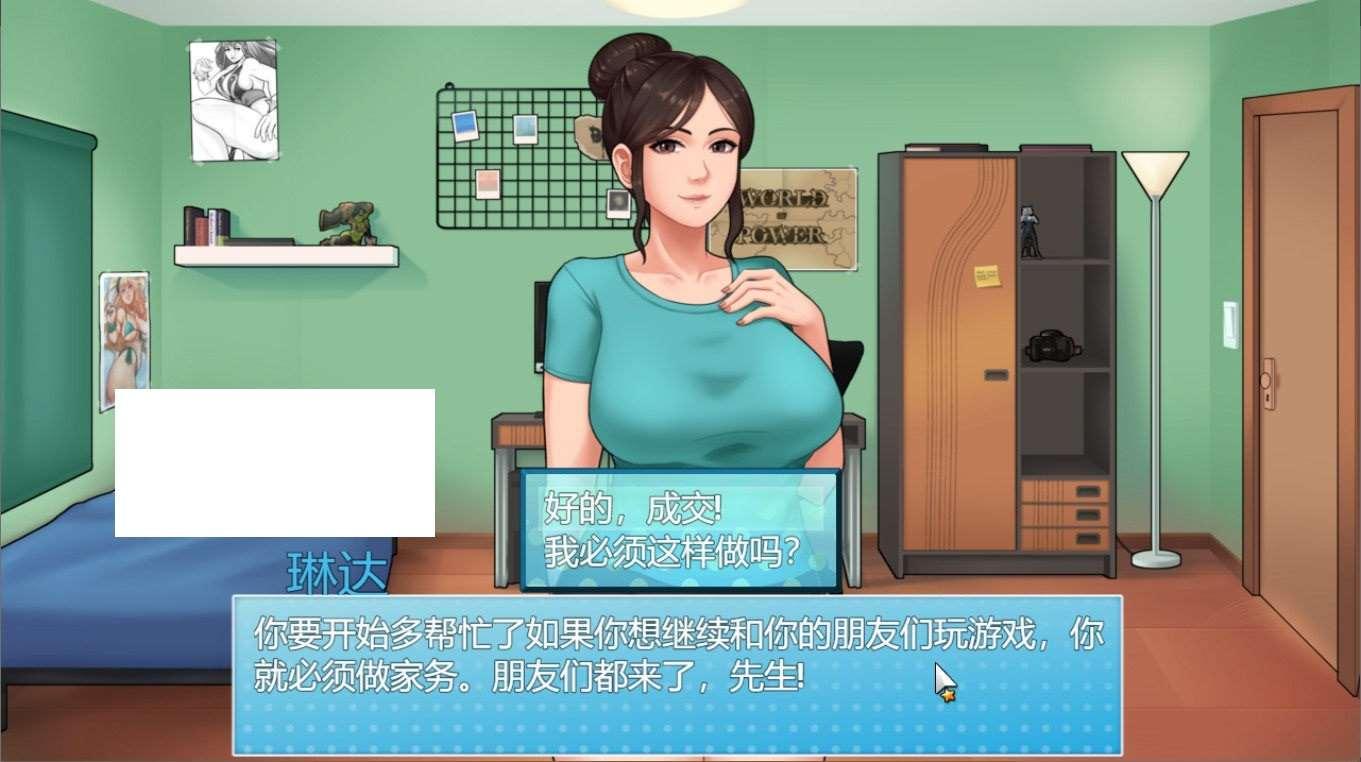 WORLD
OF
POWER
好的，成交!
我必须这样做吗？
琳达
你要开始多帮忙了如果你想继续和你的朋友们玩游戏，你
就必须做家务。朋友们都来了，先生!